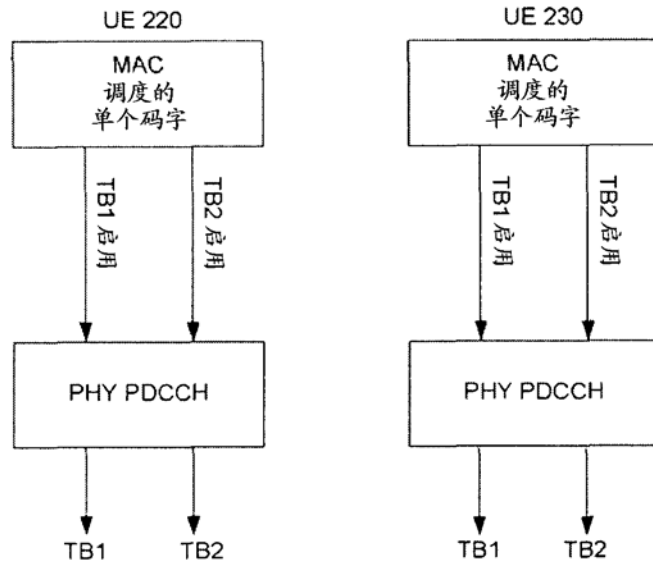 UE 220
MAC
调度的
单个码字
TB1 启用
TB2 启用
PHY PDCCH
TB1
TB2
UE 230
MAC
调度的
单个码字
TB1 启用
TB2 启用
PHY PDCCH
TB1
TB2